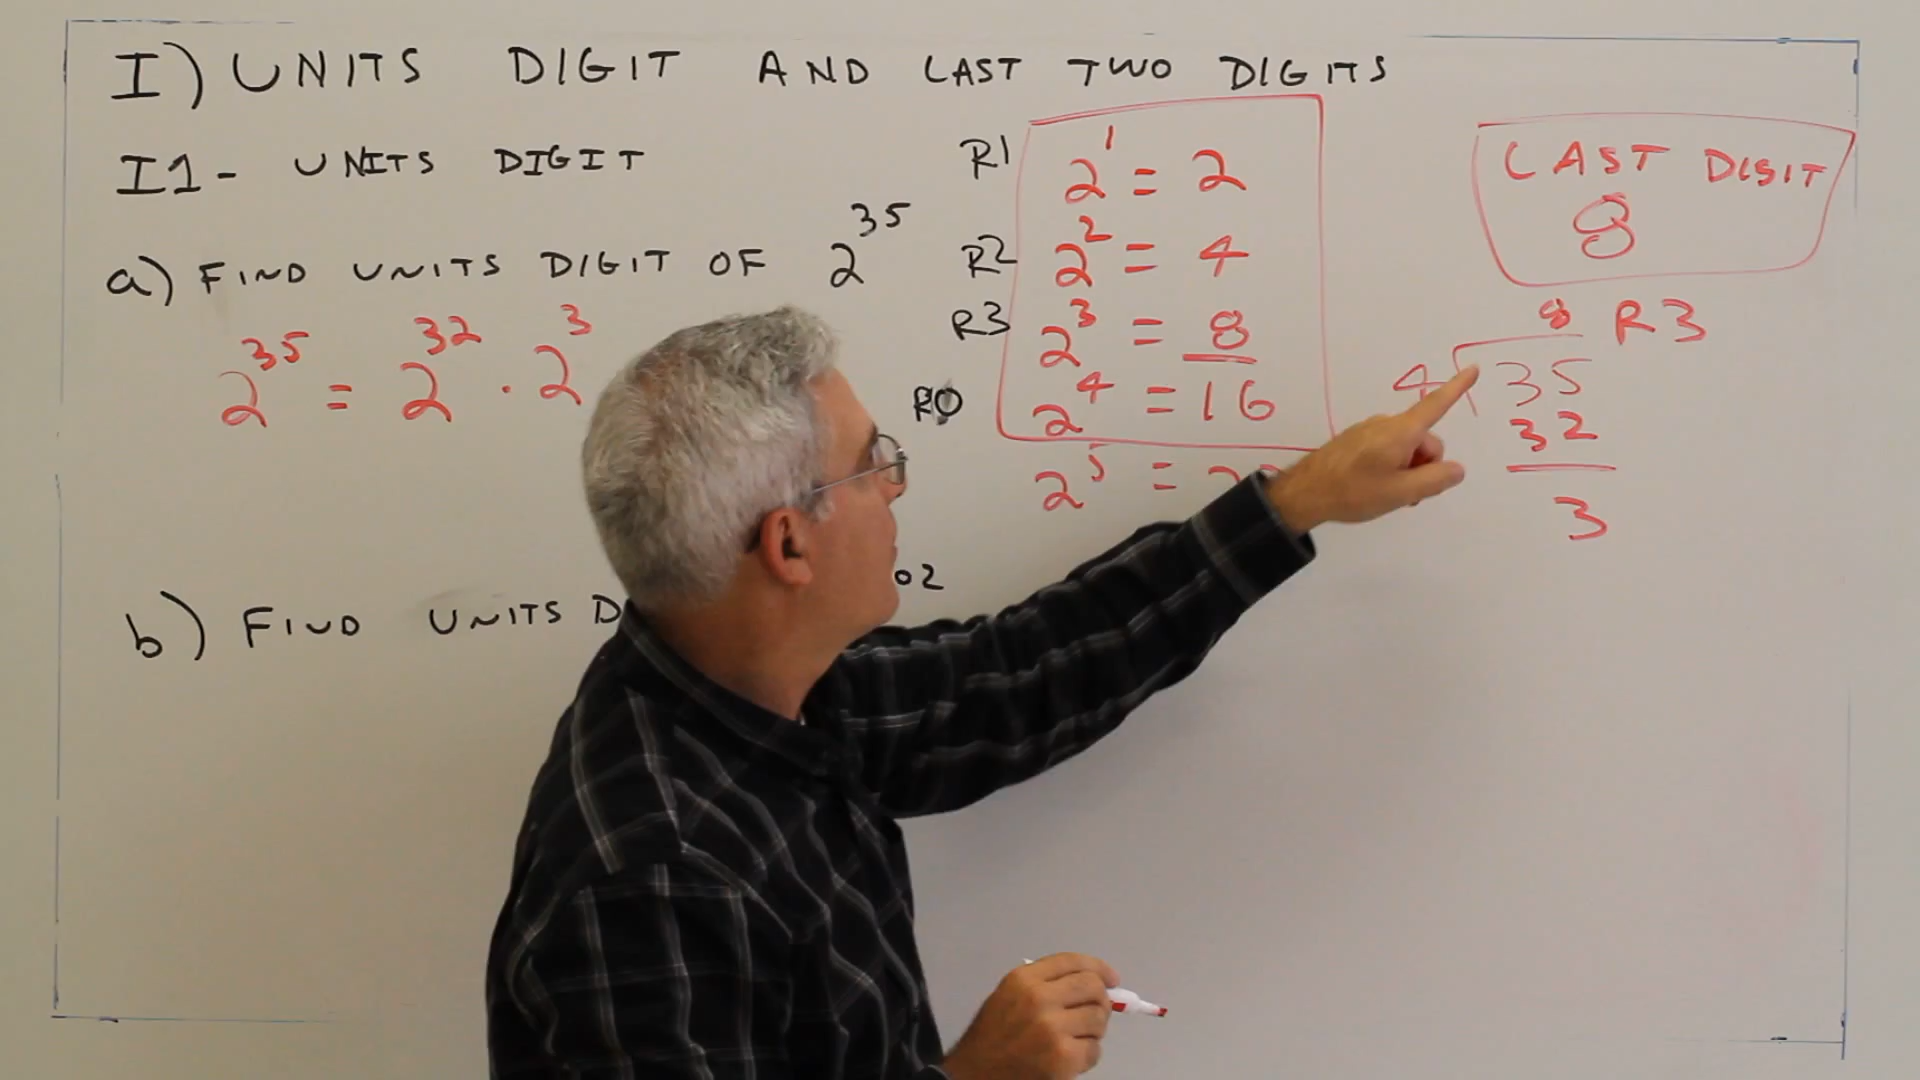 I) UNITS DIGIT AND LAST TWO DIGITS
I1- UNITS DIGIT
a) FIND UNITS DIGIT OF 2^35
2^35 = 2^32 . 2^3
b) FIND UNITS D
02
R1 2^1 = 2
R2 2^2 = 4
R3 2^3 = 8
R0 2^4 = 16
2^5 =
LAST DIGIT
8
8 R3
4 35
32
3